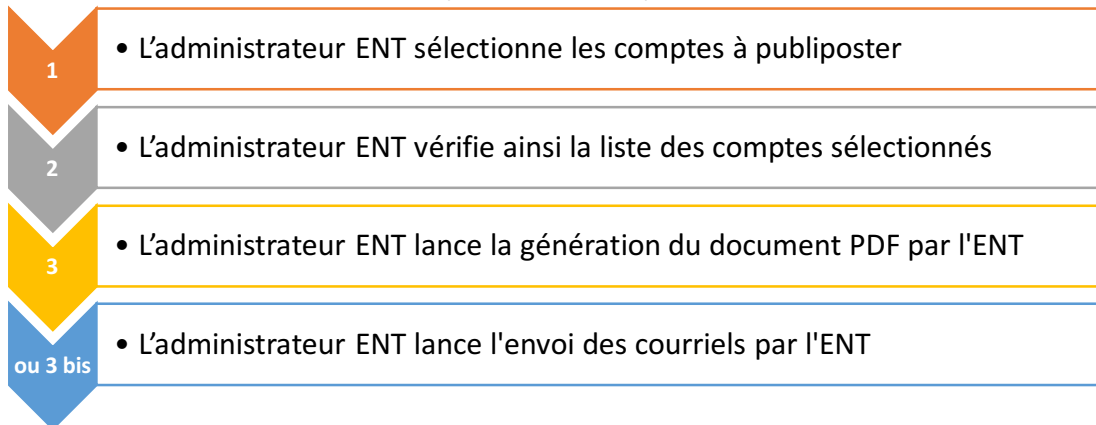 1
• L'administrateur ENT sélectionne les comptes à publiposter
2
• L'administrateur ENT vérifie ainsi la liste des comptes sélectionnés
3
• L'administrateur ENT lance la génération du document PDF par l'ENT
ou 3 bis
• L'administrateur ENT lance l'envoi des courriels par l'ENT